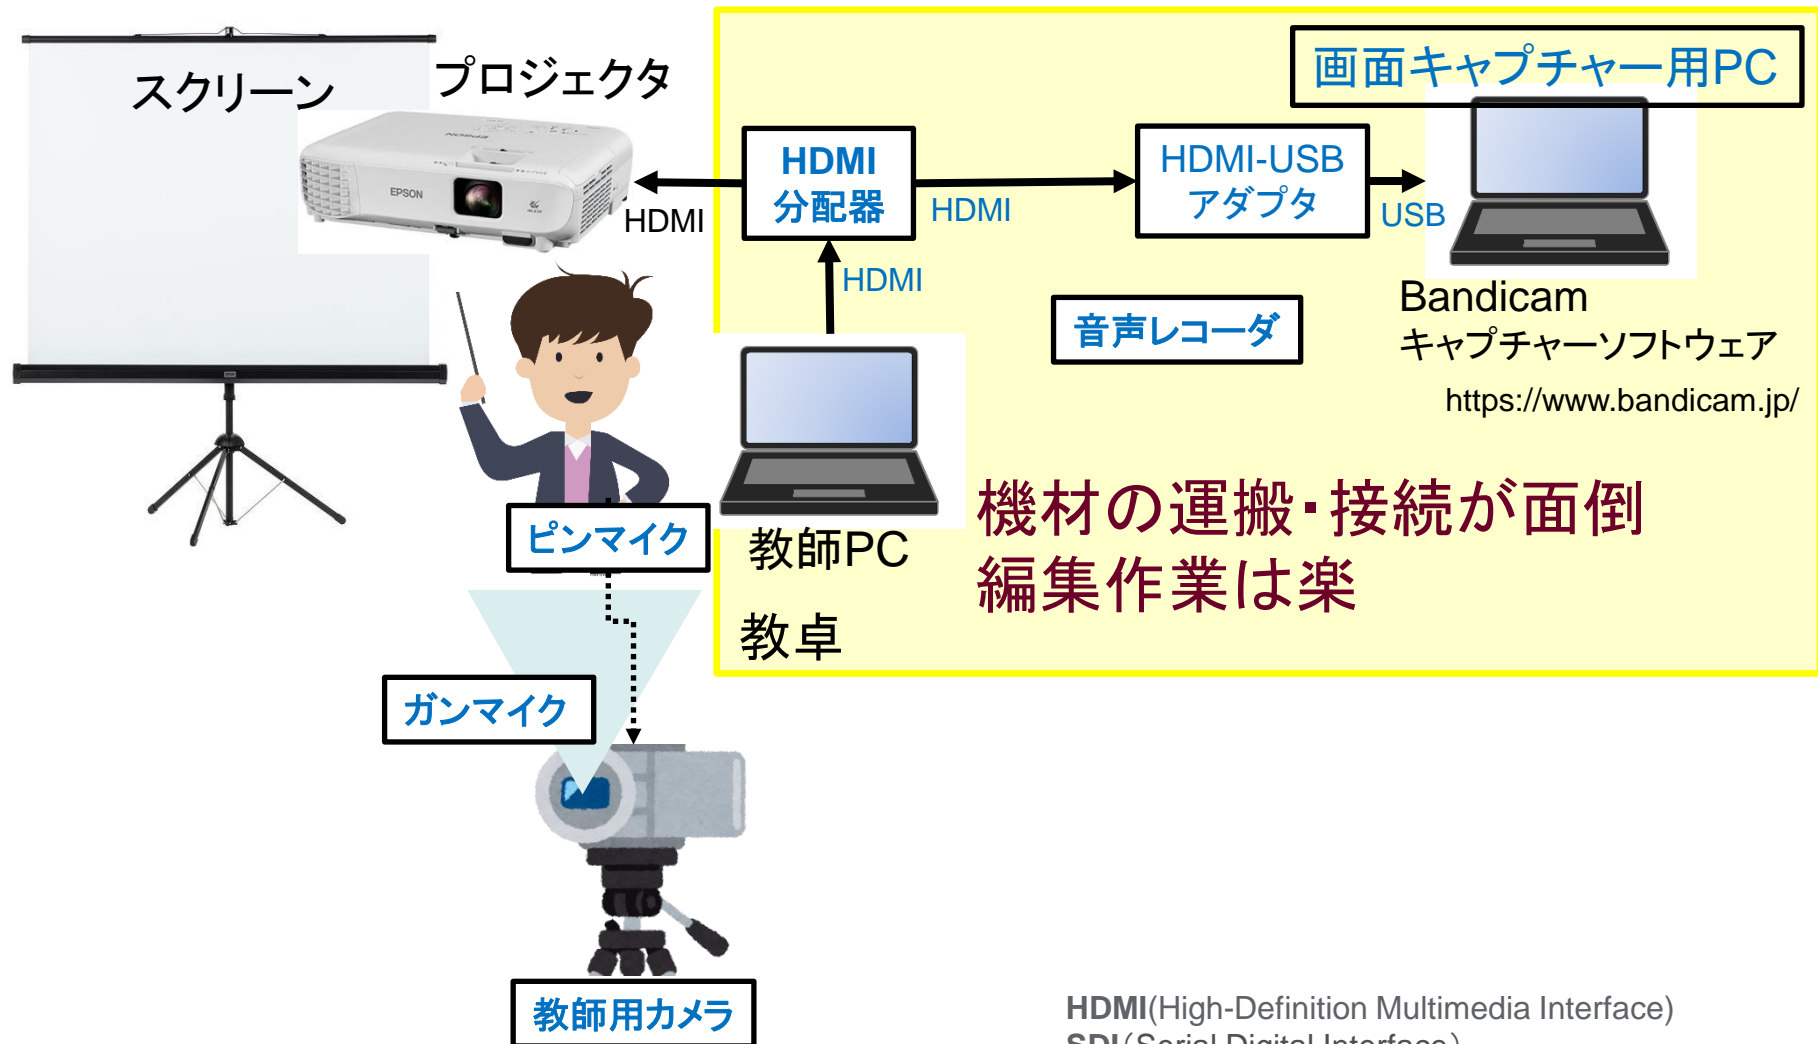 スクリーン
プロジェクタ
EPSON
EPSON
HDMI
HDMI
分配器
HDMI
HDMI
HDMI-USB
アダプタ
USB
画面キャプチャー用PC
Bandicam
キャプチャーソフトウェア
https://www.bandicam.jp/
音声レコーダ
機材の運搬・接続が面倒
編集作業は楽
ピンマイク
教師PC
教卓
ガンマイク
教師用カメラ
HDMI(High-Definition Multimedia Interface)
SDI（Serial Digital Interface）